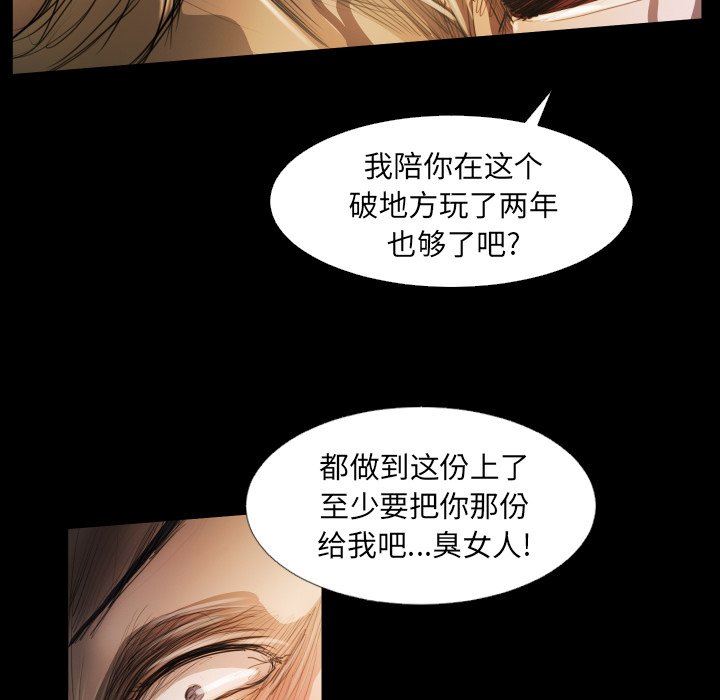 我陪你在这个
破地方玩了两年
也够了吧?
都做到这份上了
至少要把你那份
给我吧...臭女人!